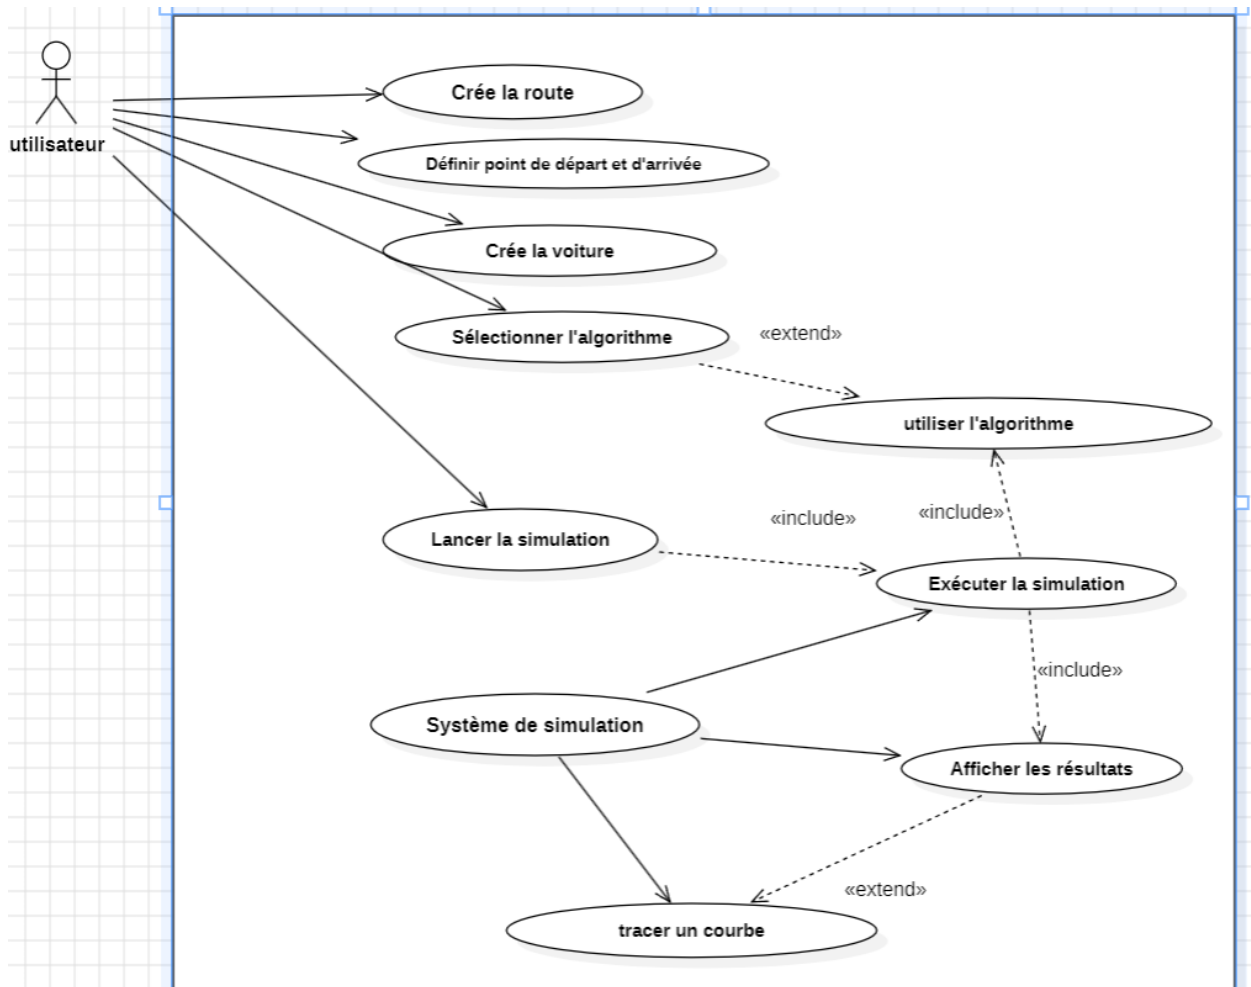 utilisateur
Crée la route
Définir point de départ et d'arrivée
Crée la voiture
Sélectionner l'algorithme
«extend»
utiliser l'algorithme
«include»
«include»
Lancer la simulation
Exécuter la simulation
«include»
Système de simulation
Afficher les résultats
«extend»
tracer un courbe